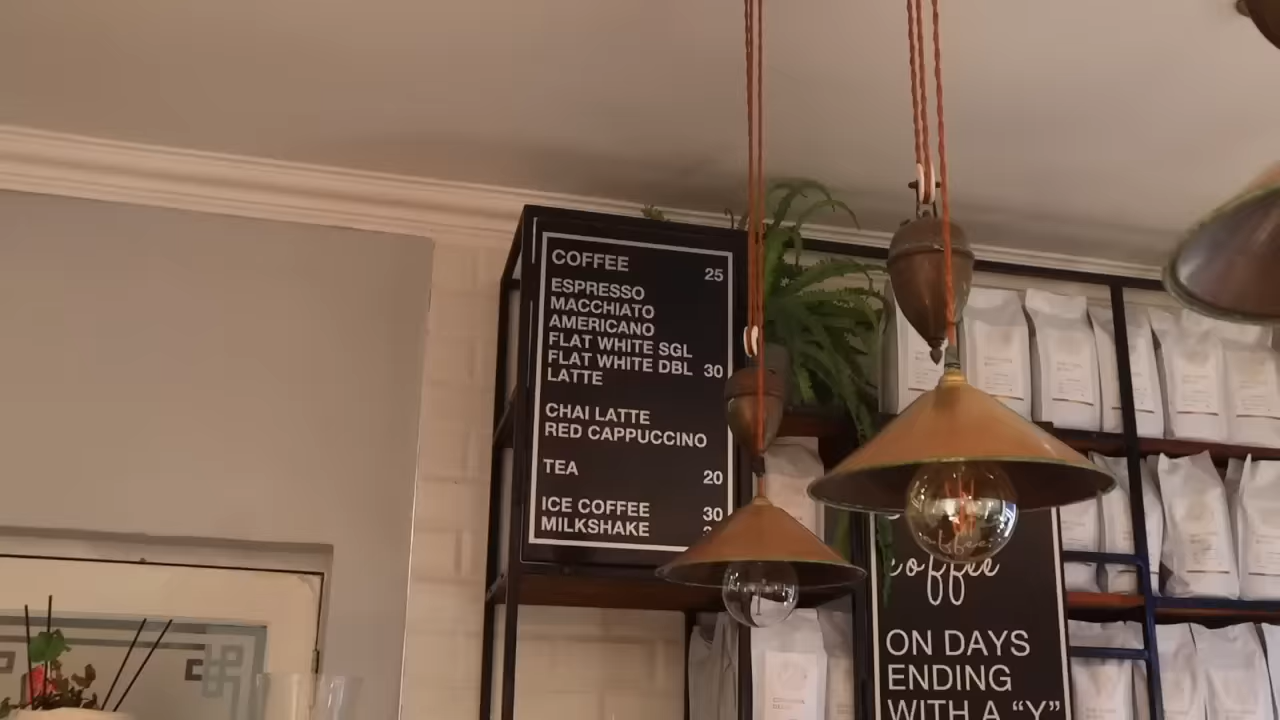 COFFEE 25
ESPRESSO
MACCHIATO
AMERICANO
FLAT WHITE SGL
FLAT WHITE DBL 30
LATTE
CHAI LATTE
RED CAPPUCCINO
TEA 20
ICE COFFEE 30
MILKSHAKE
coffee
ON DAYS
ENDING
WITH A “Y”